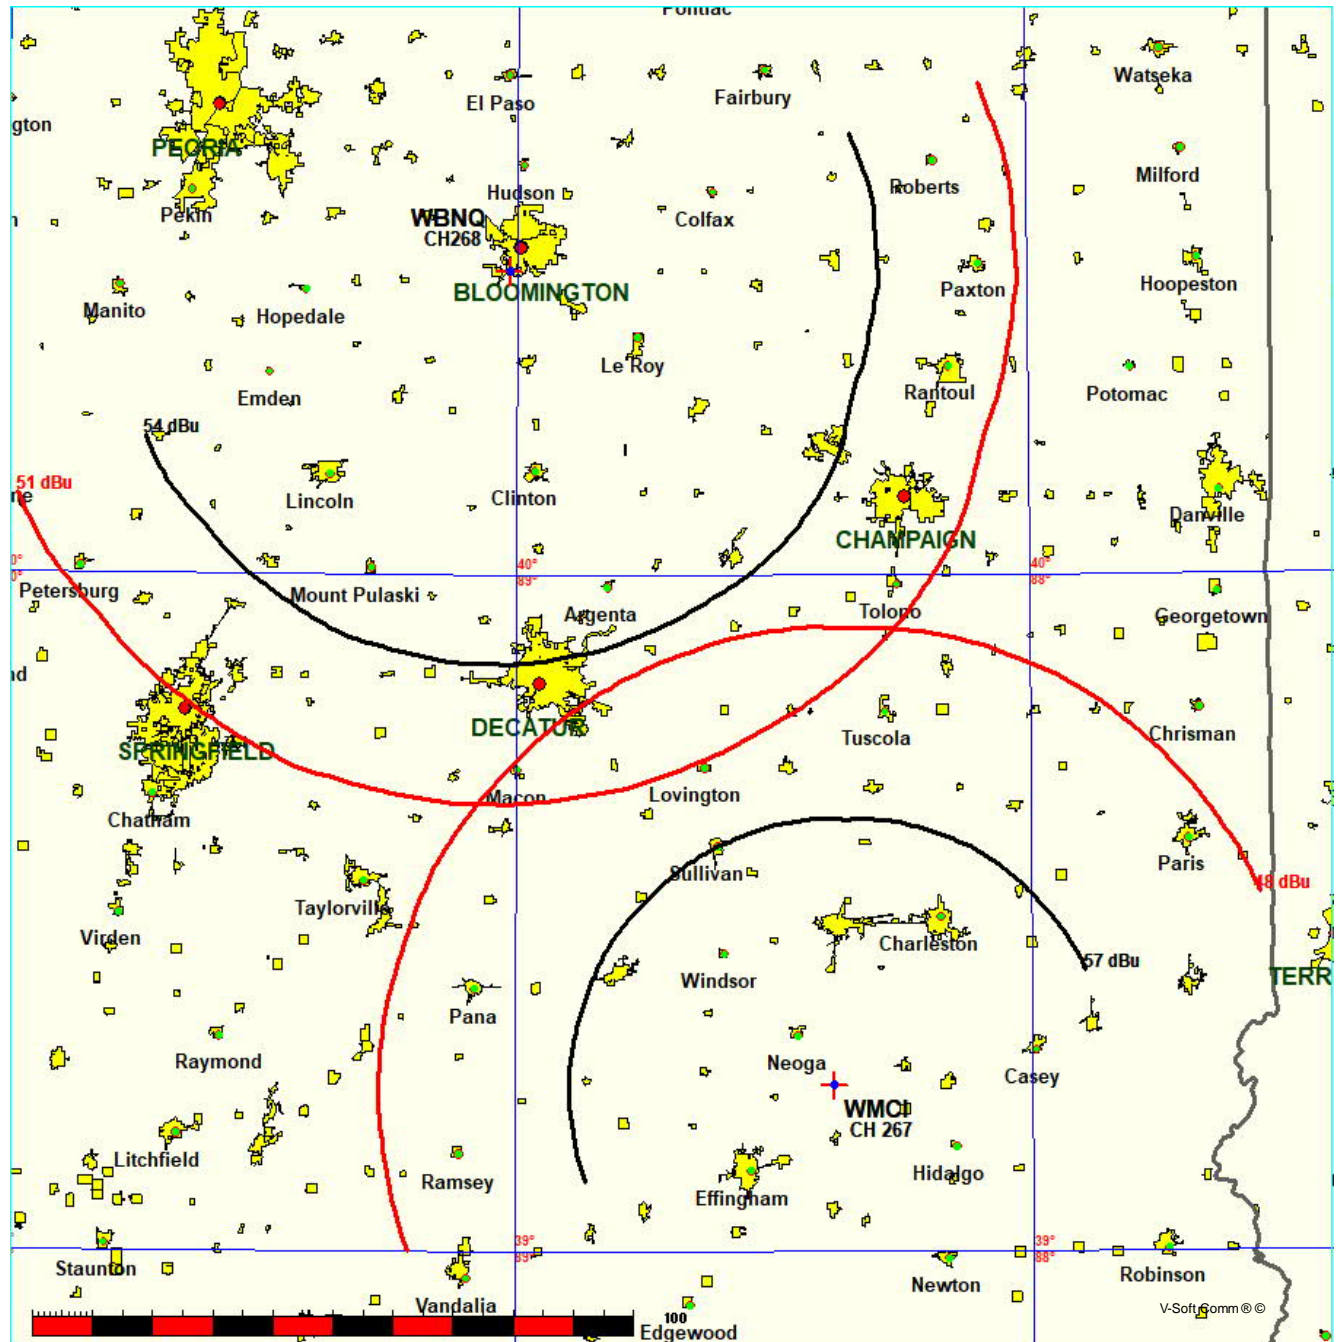 Pontiac
Watseka
El Paso
Fairbury
gton
PEORIA
Pekin
Hudson
Colfax
Roberts
Milford
WBNQ
CH268
BLOOMINGTON
Manito
Hopedale
Paxton
Hoopeston
Le Roy
Emden
Rantoul
Potomac
54 dBu
51 dBu
ne
Lincoln
Clinton
Danville
CHAMPAIGN
0°
0°
40°
89°
40°
88°
Petersburg
Mount Pulaski
Argenta
Tolono
Georgetown
nd
DECATUR
SPRINGFIELD
Tuscola
Chrisman
Macon
Lovington
Chatham
Sullivan
Paris
48 dBu
Taylorville
Virden
Charleston
Windsor
57 dBu
TERR
Pana
Raymond
Neoga
Casey
WMCI
CH 267
Litchfield
Ramsey
Effingham
Hidalgo
39°
89°
39°
88°
Staunton
Vandalia
Newton
Robinson
100
Edgewood
V-Soft Comm ® ©